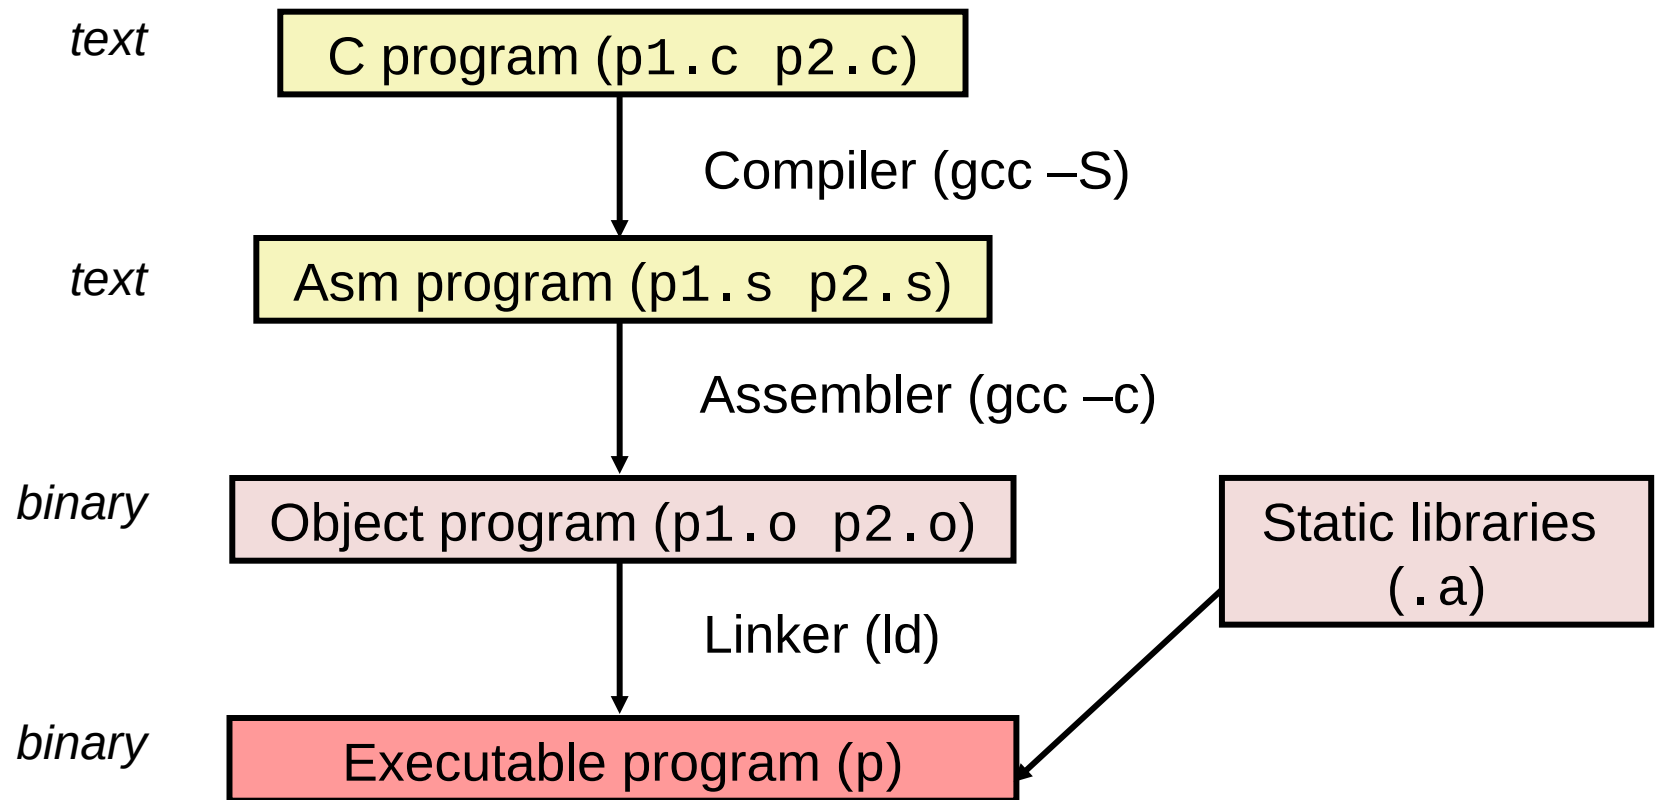 text
C program (p1.c p2.c)
Compiler (gcc –S)
text
Asm program (p1.s p2.s)
Assembler (gcc –c)
binary
Object program (p1.o p2.o)
Static libraries
(.a)
Linker (ld)
binary
Executable program (p)